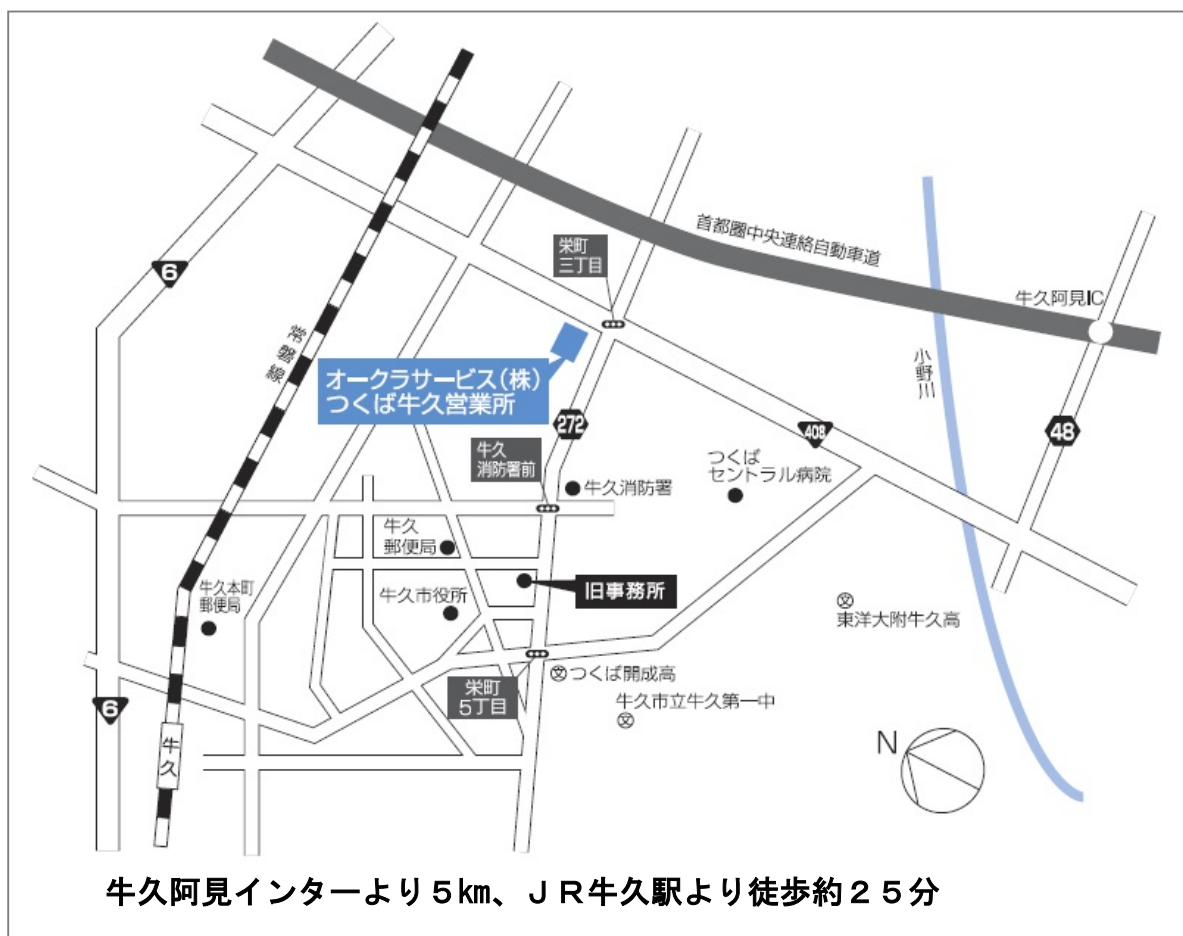 首都圏中央連絡自動車道
栄町
三丁目
6
牛久阿見IC
常磐線
小野川
オークラサービス(株)
つくば牛久営業所
272
408
48
牛久
消防署前
つくば
セントラル病院
牛久消防署
牛久
郵便局
旧事務所
牛久本町
郵便局
牛久市役所
文
東洋大附牛久高
文つくば開成高
栄町
5丁目
牛久市立牛久第一中
文
6
牛久
N
牛久阿見インターより5㎞、JR牛久駅より徒歩約25分